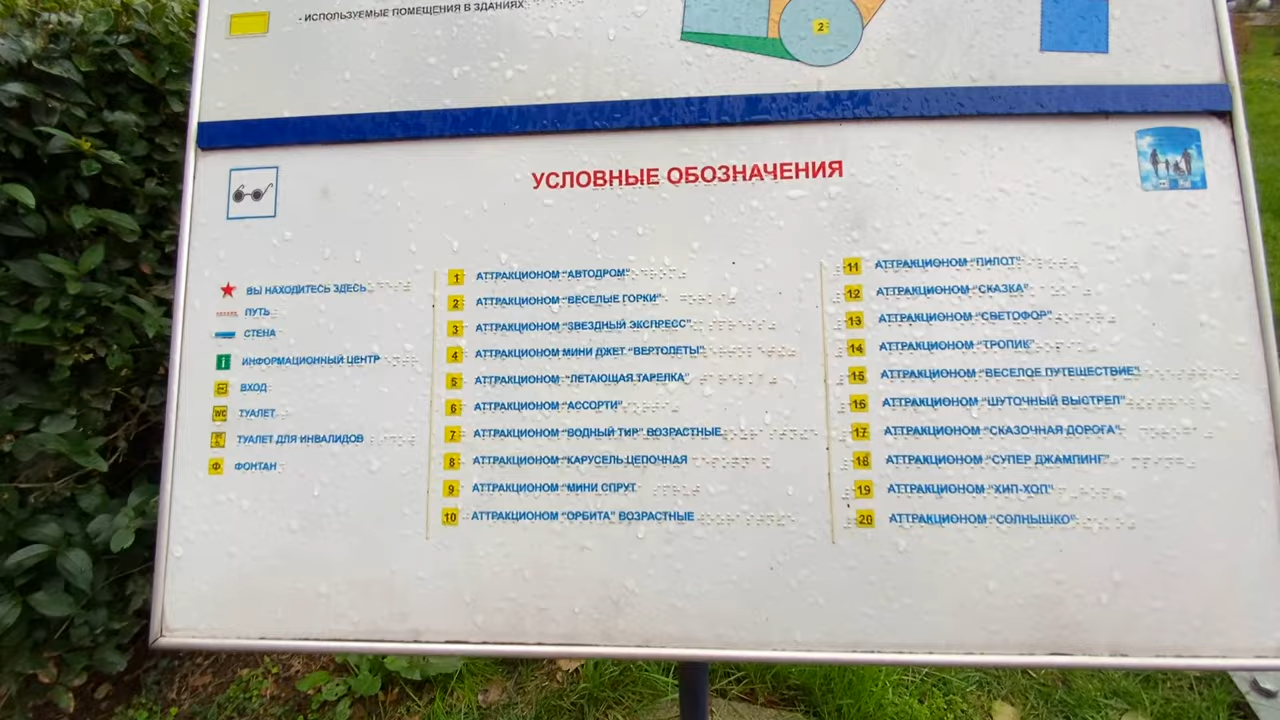 - ИСПОЛЬЗУЕМЫЕ ПОМЕЩЕНИЯ В ЗДАНИЯХ
2
УСЛОВНЫЕ ОБОЗНАЧЕНИЯ
ВЫ НАХОДИТЕСЬ ЗДЕСЬ
ПУТЬ
СТЕНА
i ИНФОРМАЦИОННЫЙ ЦЕНТР
ВХОД
WC ТУАЛЕТ
ТУАЛЕТ ДЛЯ ИНВАЛИДОВ
Ф ФОНТАН
1 АТТРАКЦИОНОМ "АВТОДРОМ"
2 АТТРАКЦИОНОМ "ВЕСЕЛЫЕ ГОРКИ"
3 АТТРАКЦИОНОМ "ЗВЕЗДНЫЙ ЭКСПРЕСС"
4 АТТРАКЦИОНОМ МИНИ ДЖЕТ "ВЕРТОЛЕТЫ"
5 АТТРАКЦИОНОМ "ЛЕТАЮЩАЯ ТАРЕЛКА"
6 АТТРАКЦИОНОМ "АССОРТИ"
7 АТТРАКЦИОНОМ "ВОДНЫЙ ТИР" ВОЗРАСТНЫЕ
8 АТТРАКЦИОНОМ "КАРУСЕЛЬ ЦЕПОЧНАЯ
9 АТТРАКЦИОНОМ "МИНИ СПРУТ
10 АТТРАКЦИОНОМ "ОРБИТА" ВОЗРАСТНЫЕ
11 АТТРАКЦИОНОМ "ПИЛОТ"
12 АТТРАКЦИОНОМ "СКАЗКА"
13 АТТРАКЦИОНОМ "СВЕТОФОР"
14 АТТРАКЦИОНОМ "ТРОПИК"
15 АТТРАКЦИОНОМ "ВЕСЕЛОЕ ПУТЕШЕСТВИЕ"
16 АТТРАКЦИОНОМ "ШУТОЧНЫЙ ВЫСТРЕЛ"
17 АТТРАКЦИОНОМ "СКАЗОЧНАЯ ДОРОГА"
18 АТТРАКЦИОНОМ "СУПЕР ДЖАМПИНГ"
19 АТТРАКЦИОНОМ "ХИП-ХОП"
20 АТТРАКЦИОНОМ "СОЛНЫШКО"